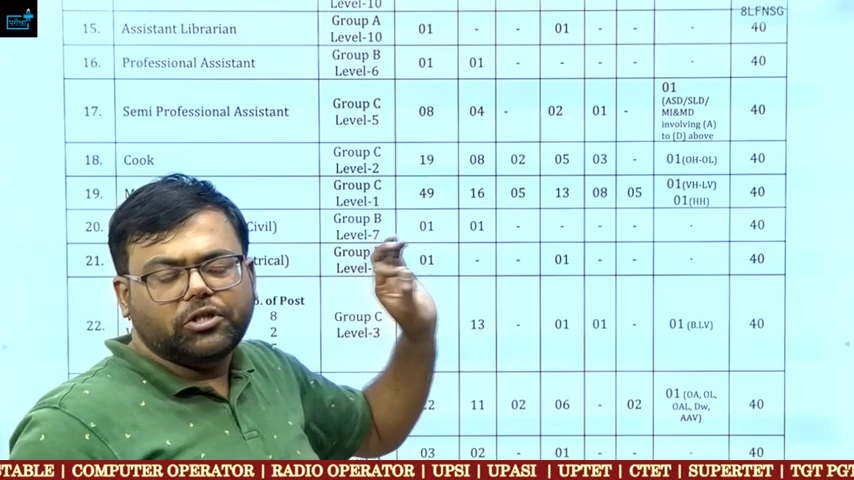 परीक्षा
Level-10
8LFNSG
15. Assistant Librarian Group A Level-10 01 - - 01 - - - 40
16. Professional Assistant Group B Level-6 01 01 - - - - - 40
17. Semi Professional Assistant Group C Level-5 08 04 - 02 01 - 01 (ASD/SLD/ MI&MD involving (A) to (D) above 40
18. Cook Group C Level-2 19 08 02 05 03 - 01(OH-OL) 40
19. Group C Level-1 49 16 05 13 08 05 01(VH-LV) 01(HH) 40
20. Civil) Group B Level-7 01 01 - - - - - 40
21. trical) Group Level- 01 - - 01 - - - 40
22. of Post 8 2 Group C Level-3 13 - 01 01 - 01 (B.LV) 40
11 02 06 - 02 01 (OA, OL, OAL, Dw, AAV) 40
03 02 - 01 - - - 40
STABLE | COMPUTER OPERATOR | RADIO OPERATOR | UPSI | UPASI | UPTET | CTET | SUPERTET | TGT PGT